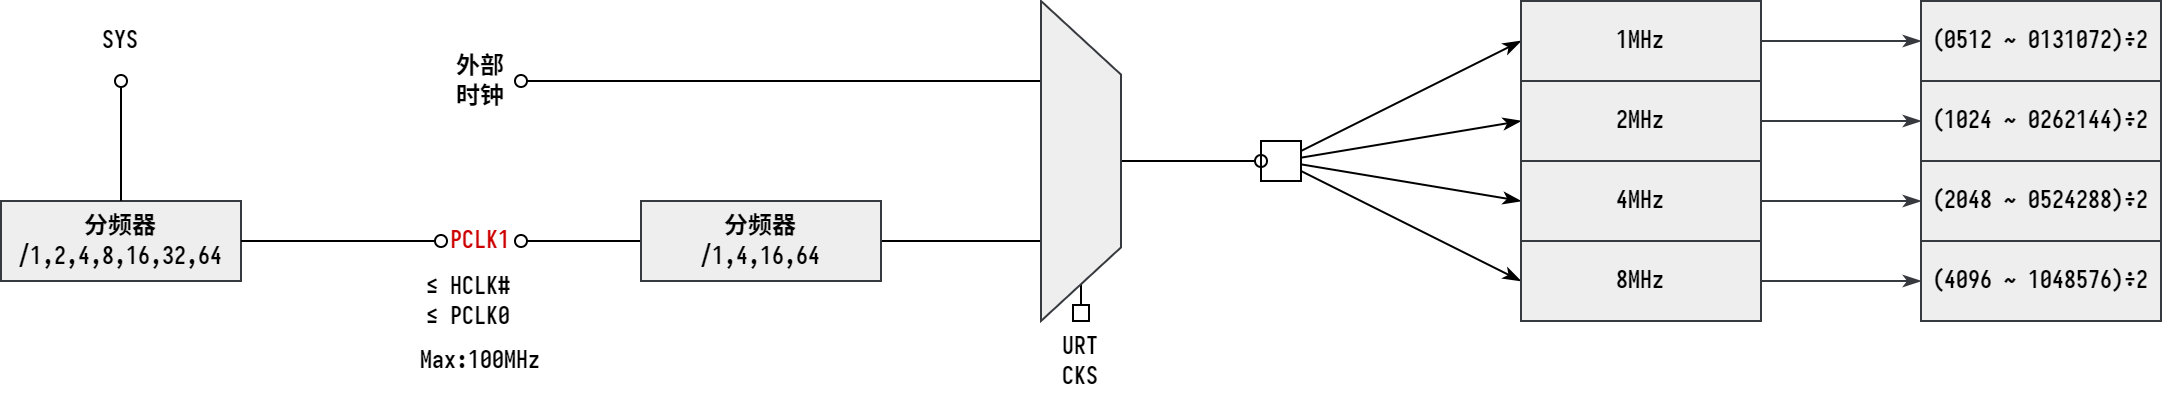 SYS
外部
时钟
分频器
/1,2,4,8,16,32,64
PCLK1
≤ HCLK#
≤ PCLK0
Max:100MHz
分频器
/1,4,16,64
URT
CKS
1MHz
(0512 ~ 0131072)÷2
2MHz
(1024 ~ 0262144)÷2
4MHz
(2048 ~ 0524288)÷2
8MHz
(4096 ~ 1048576)÷2